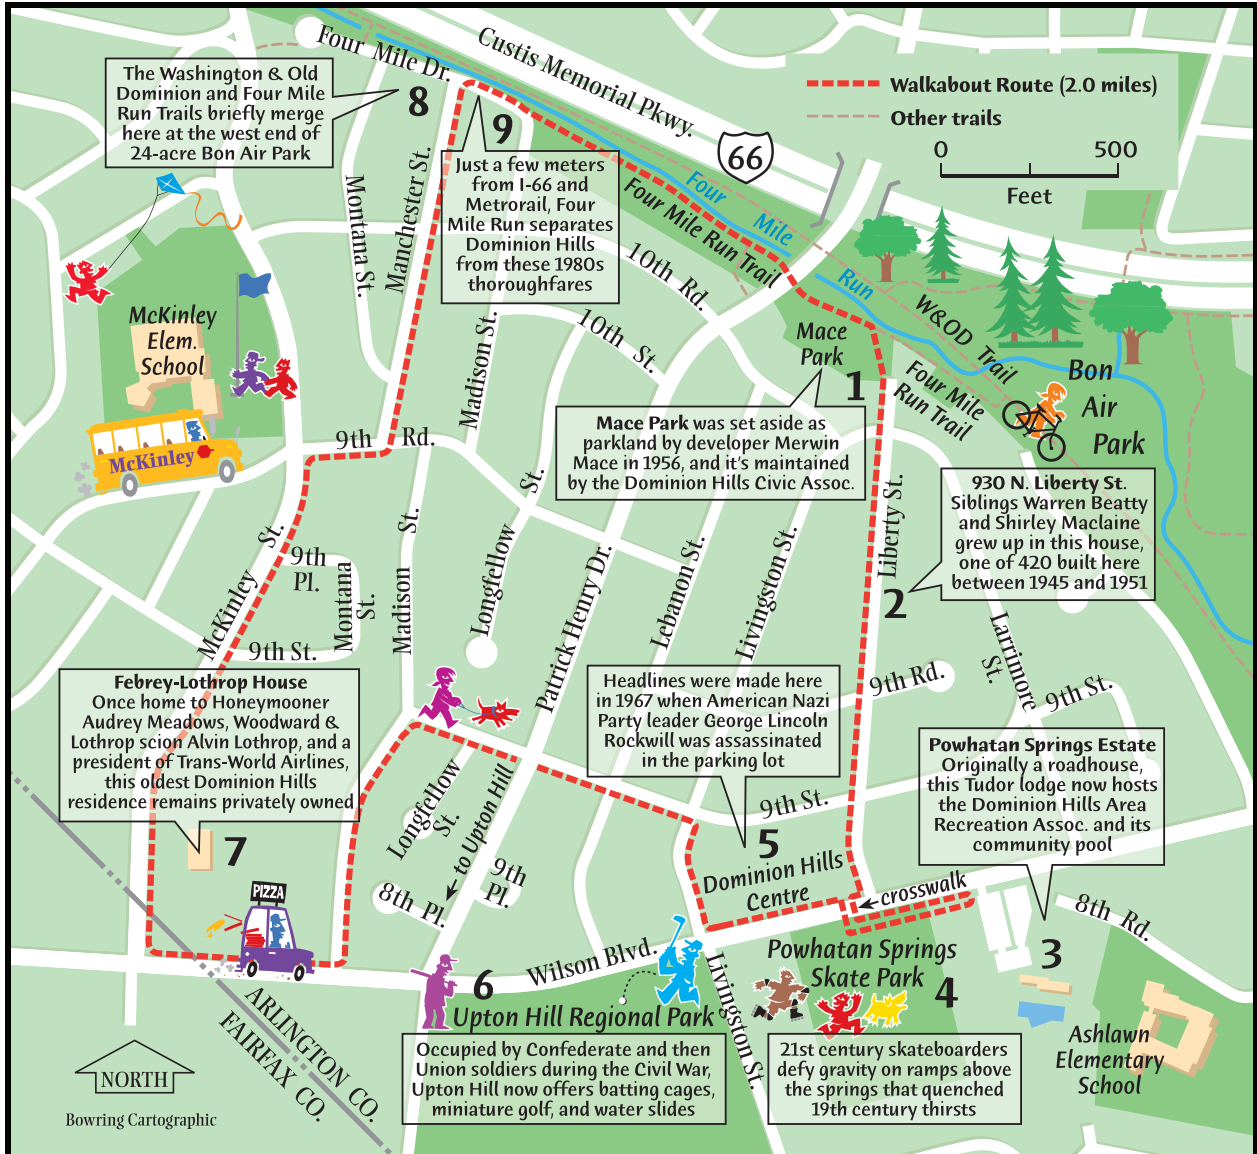 Four Mile Dr.
Custis Memorial Pkwy.
66
Walkabout Route (2.0 miles)
Other trails
0 500
Feet
The Washington & Old
Dominion and Four Mile
Run Trails briefly merge
here at the west end of
24-acre Bon Air Park
8
9
Just a few meters
from I-66 and
Metrorail, Four
Mile Run separates
Dominion Hills
from these 1980s
thoroughfares
Montana St.
Manchester St.
Four Mile Run
Four Mile Run Trail
10th Rd.
10th St.
Madison St.
W&OD Trail
Four Mile
Run Trail
Mace
Park
1
Bon
Air
Park
McKinley
Elem.
School
McKinley
9th Rd.
Mace Park was set aside as
parkland by developer Merwin
Mace in 1956, and it's maintained
by the Dominion Hills Civic Assoc.
930 N. Liberty St.
Siblings Warren Beatty
and Shirley Maclaine
grew up in this house,
one of 420 built here
between 1945 and 1951
2
Liberty St.
McKinley St.
9th
Pl.
Montana
St.
9th St.
Madison St.
Longfellow St.
Patrick Henry Dr.
Lebanon St.
Livingston St.
Larrimore
St.
9th Rd.
9th St.
Febrey-Lothrop House
Once home to Honeymooner
Audrey Meadows, Woodward &
Lothrop scion Alvin Lothrop, and a
president of Trans-World Airlines,
this oldest Dominion Hills
residence remains privately owned
7
Headlines were made here
in 1967 when American Nazi
Party leader George Lincoln
Rockwill was assassinated
in the parking lot
5
9th St.
Powhatan Springs Estate
Originally a roadhouse,
this Tudor lodge now hosts
the Dominion Hills Area
Recreation Assoc. and its
community pool
3
Longfellow
St.
to Upton Hill
9th
Pl.
8th Pl.
Dominion Hills
Centre
crosswalk
8th Rd.
PIZZA
Wilson Blvd.
Powhatan Springs
Skate Park
4
6
Upton Hill Regional Park
Livingston St.
Occupied by Confederate and then
Union soldiers during the Civil War,
Upton Hill now offers batting cages,
miniature golf, and water slides
21st century skateboarders
defy gravity on ramps above
the springs that quenched
19th century thirsts
Ashlawn
Elementary
School
ARLINGTON CO.
FAIRFAX CO.
NORTH
Bowring Cartographic